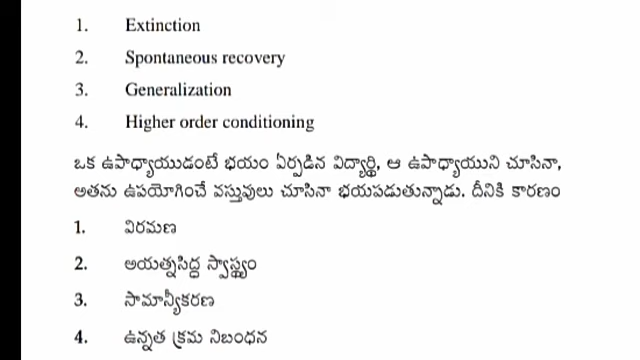 1. Extinction
2. Spontaneous recovery
3. Generalization
4. Higher order conditioning
ఒక ఉపాధ్యాయుడంటే భయం ఏర్పడిన విద్యార్థి, ఆ ఉపాధ్యాయుని చూసినా,
అతను ఉపయోగించే వస్తువులు చూసినా భయపడుతున్నాడు. దీనికి కారణం
1. విరమణ
2. అయత్నసిద్ధ స్వాస్థ్యం
3. సామాన్యీకరణ
4. ఉన్నత క్రమ నిబంధన